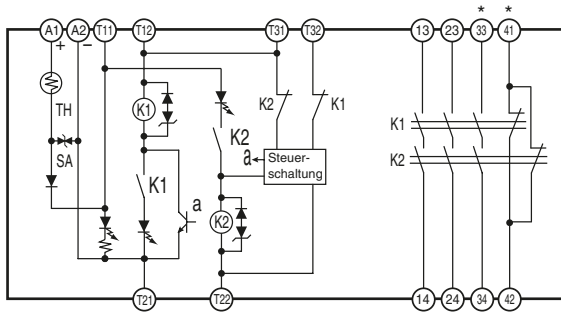 * *
A1 A2 T11 T12 T31 T32 13 23 33 41
+ −
K1 K2 K1
TH
K2
a Steuer-
schaltung
SA
K1
a
K2
K1
K2
T21 T22 14 24 34 42